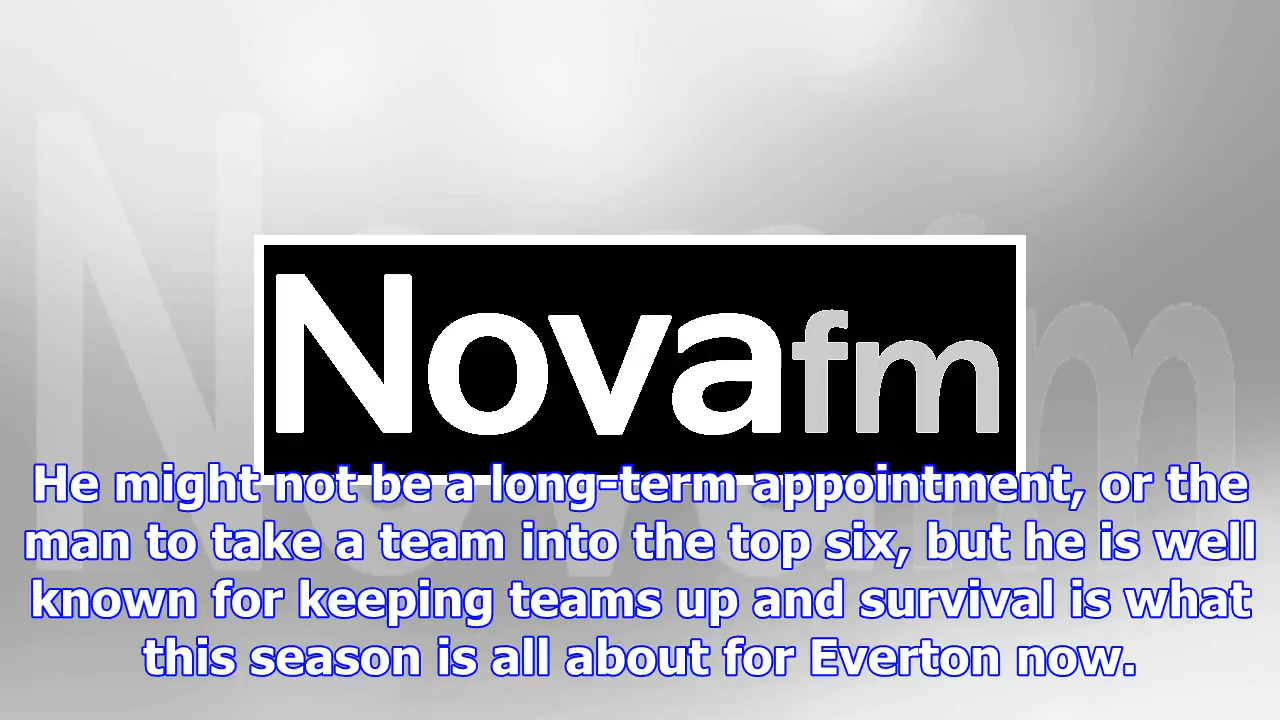 Novafm
He might not be a long-term appointment, or the
man to take a team into the top six, but he is well
known for keeping teams up and survival is what
this season is all about for Everton now.